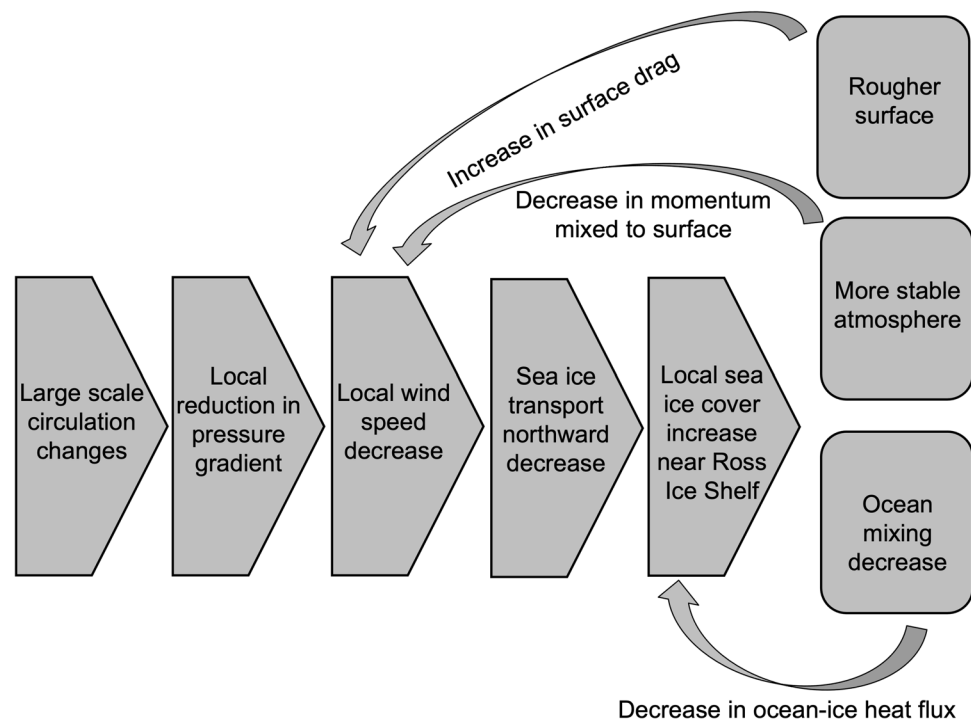 Rougher
surface
Increase in surface drag
Decrease in momentum
mixed to surface
More stable
atmosphere
Large scale
circulation
changes
Local
reduction in
pressure
gradient
Local wind
speed
decrease
Sea ice
transport
northward
decrease
Local sea
ice cover
increase
near Ross
Ice Shelf
Ocean
mixing
decrease
Decrease in ocean-ice heat flux